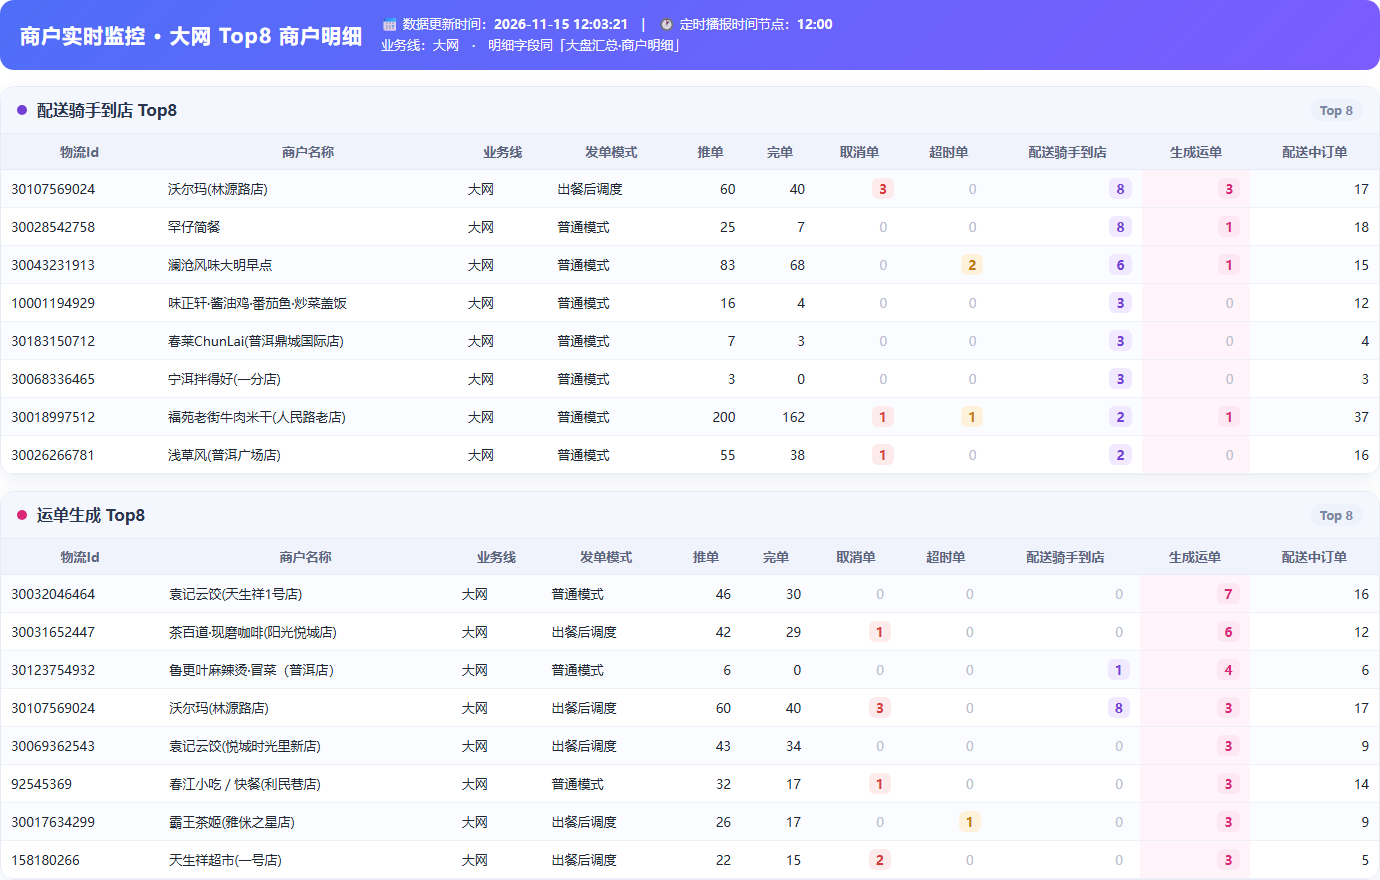 商户实时监控 • 大网 Top8 商户明细
数据更新时间：2026-11-15 12:03:21 | 定时播报时间节点：12:00
业务线：大网 · 明细字段同「大盘汇总·商户明细」
配送骑手到店 Top8 Top 8
物流Id 商户名称 业务线 发单模式 推单 完单 取消单 超时单 配送骑手到店 生成运单 配送中订单
30107569024 沃尔玛(林源路店) 大网 出餐后调度 60 40 3 0 8 3 17
30028542758 罕仔简餐 大网 普通模式 25 7 0 0 8 1 18
30043231913 澜沧风味大明早点 大网 普通模式 83 68 0 2 6 1 15
10001194929 味正轩·酱油鸡·番茄鱼·炒菜盖饭 大网 普通模式 16 4 0 0 3 0 12
30183150712 春莱ChunLai(普洱鼎城国际店) 大网 普通模式 7 3 0 0 3 0 4
30068336465 宁洱拌得好(一分店) 大网 普通模式 3 0 0 0 3 0 3
30018997512 福苑老街牛肉米干(人民路老店) 大网 普通模式 200 162 1 1 2 1 37
30026266781 浅草风(普洱广场店) 大网 普通模式 55 38 1 0 2 0 16
运单生成 Top8 Top 8
物流Id 商户名称 业务线 发单模式 推单 完单 取消单 超时单 配送骑手到店 生成运单 配送中订单
30032046464 袁记云饺(天生祥1号店) 大网 普通模式 46 30 0 0 0 7 16
30031652447 茶百道·现磨咖啡(阳光悦城店) 大网 出餐后调度 42 29 1 0 0 6 12
30123754932 鲁更叶麻辣烫·冒菜（普洱店） 大网 普通模式 6 0 0 0 1 4 6
30107569024 沃尔玛(林源路店) 大网 出餐后调度 60 40 3 0 8 3 17
30069362543 袁记云饺(悦城时光里新店) 大网 出餐后调度 43 34 0 0 0 3 9
92545369 春江小吃 / 快餐(利民巷店) 大网 普通模式 32 17 1 0 0 3 14
30017634299 霸王茶姬(雅㑇之星店) 大网 出餐后调度 26 17 0 1 0 3 9
158180266 天生祥超市(一号店) 大网 出餐后调度 22 15 2 0 0 3 5